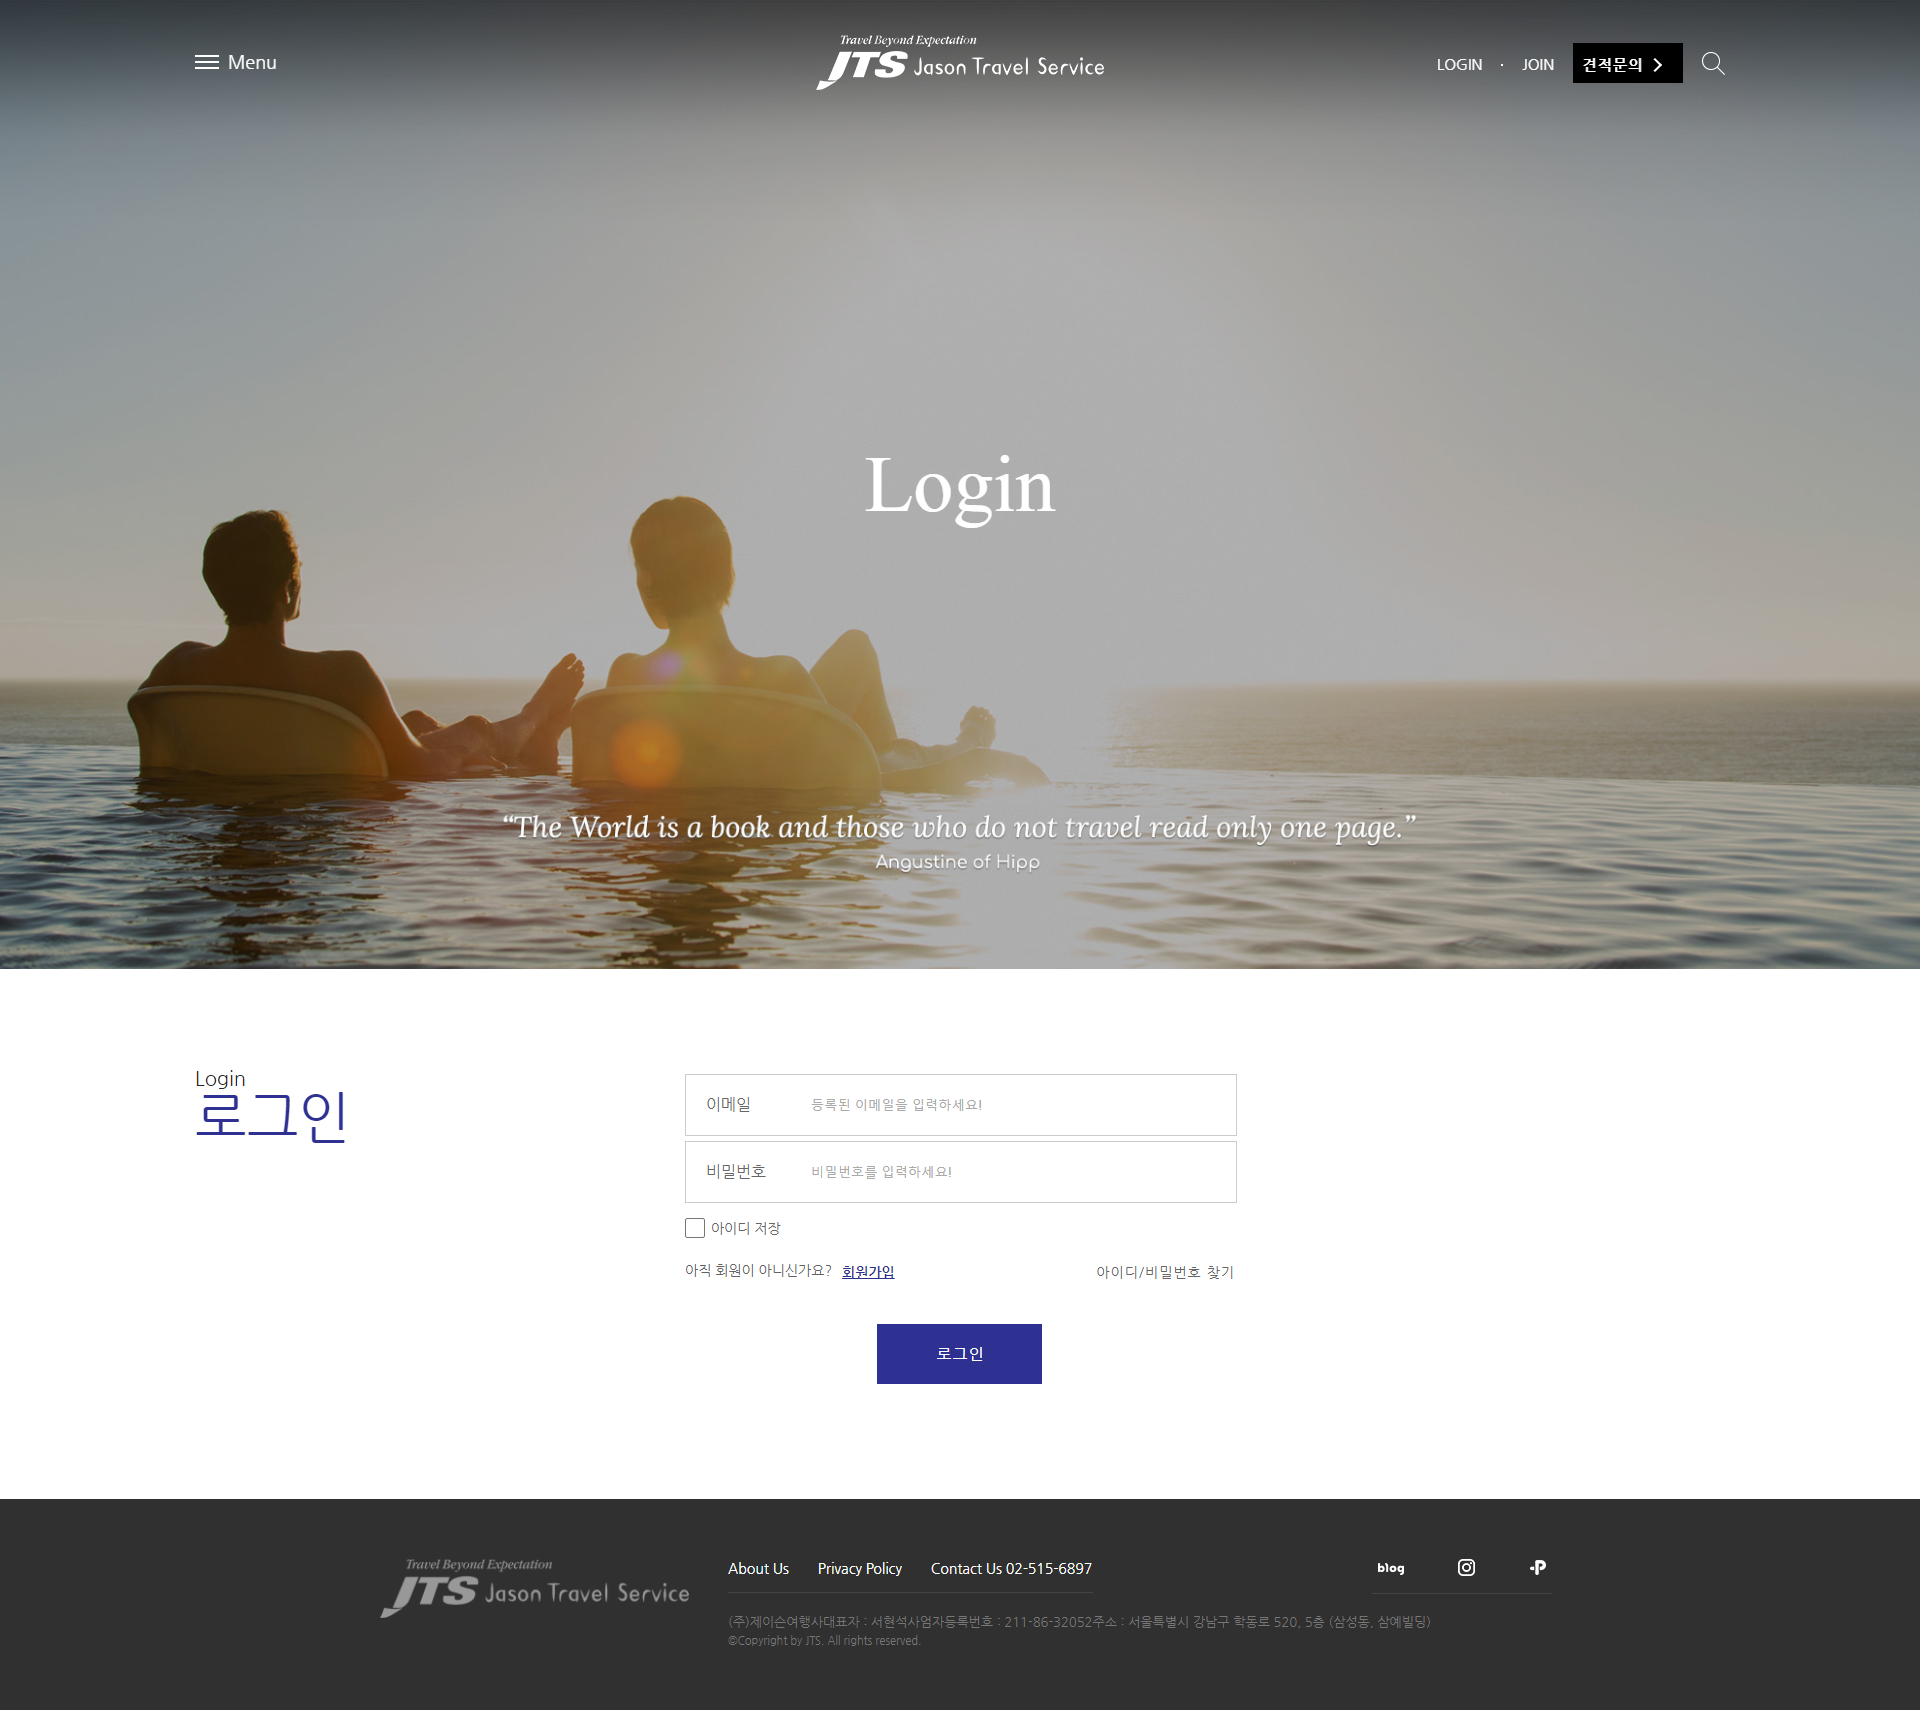 Menu
Travel Beyond Expectation
JTS Jason Travel Service
LOGIN · JOIN 견적문의
Login
“The World is a book and those who do not travel read only one page.”
Angustine of Hipp
Login
로그인
이메일 등록된 이메일을 입력하세요!
비밀번호 비밀번호를 입력하세요!
아이디 저장
아직 회원이 아니신가요? 회원가입 아이디/비밀번호 찾기
로그인
Travel Beyond Expectation
JTS Jason Travel Service
About Us Privacy Policy Contact Us 02-515-6897
blog
(주)제이슨여행사대표자 : 서현석사업자등록번호 : 211-86-32052주소 : 서울특별시 강남구 학동로 520, 5층 (삼성동, 삼예빌딩)
©Copyright by JTS. All rights reserved.